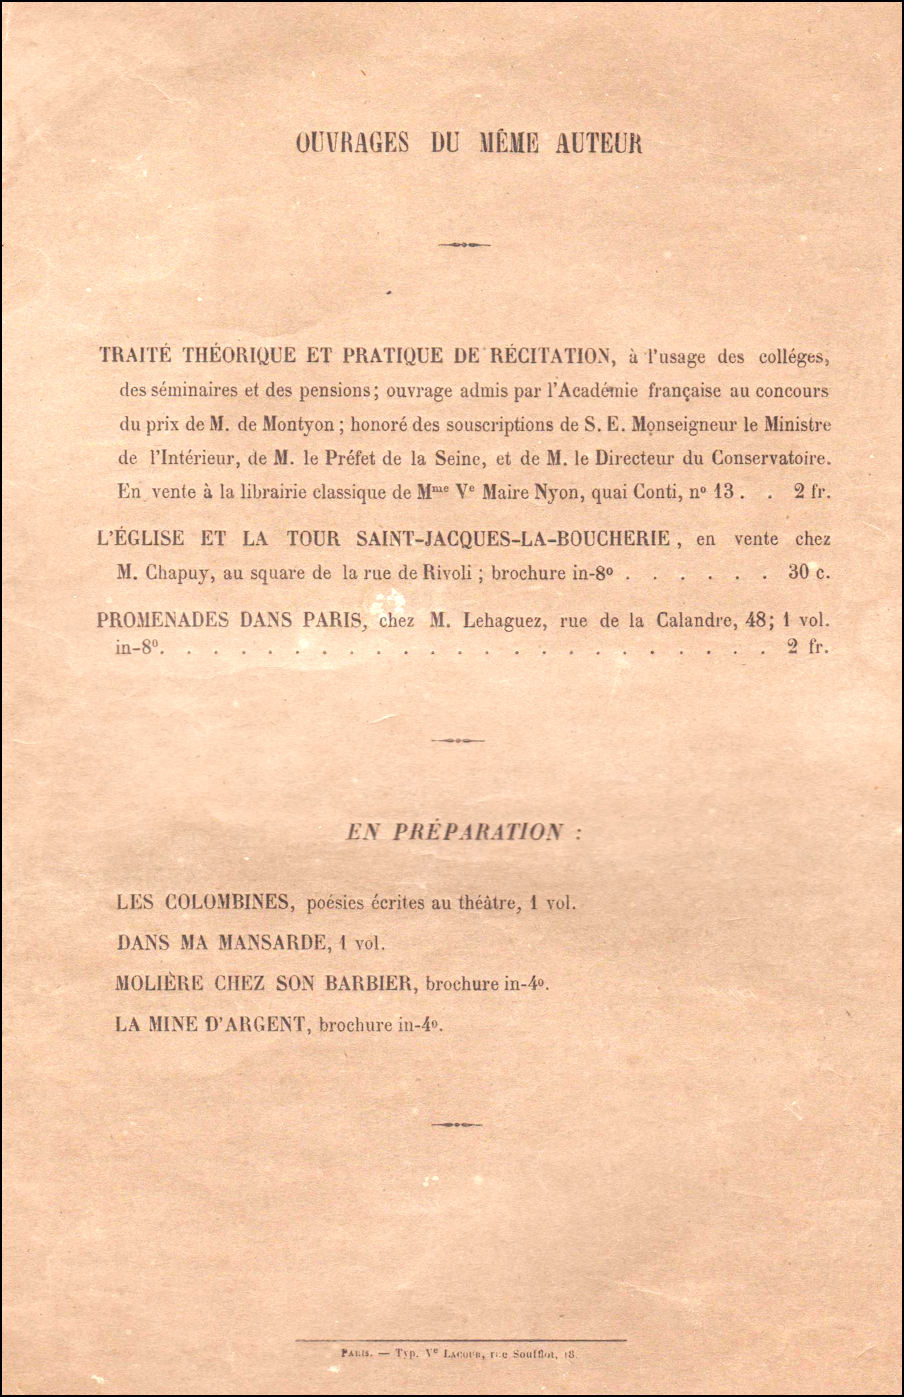 OUVRAGES DU MÊME AUTEUR
TRAITÉ THÉORIQUE ET PRATIQUE DE RÉCITATION, à l'usage des colléges,
des séminaires et des pensions; ouvrage admis par l'Académie française au concours
du prix de M. de Montyon; honoré des souscriptions de S. E. Monseigneur le Ministre
de l'Intérieur, de M. le Préfet de la Seine, et de M. le Directeur du Conservatoire.
En vente à la librairie classique de Mᵐᵉ Vᵉ Maire Nyon, quai Conti, nº 13 . . 2 fr.
L'ÉGLISE ET LA TOUR SAINT-JACQUES-LA-BOUCHERIE, en vente chez
M. Chapuy, au square de la rue de Rivoli; brochure in-8º . . . . . . 30 c.
PROMENADES DANS PARIS, chez M. Lehaguez, rue de la Calandre, 48; 1 vol.
in-8º. . . . . . . . . . . . . . . . . . . . . . . 2 fr.
EN PRÉPARATION :
LES COLOMBINES, poésies écrites au théâtre, 1 vol.
DANS MA MANSARDE, 1 vol.
MOLIÈRE CHEZ SON BARBIER, brochure in-4º.
LA MINE D'ARGENT, brochure in-4º.
PARIS. — Typ. Vᵉ LACOUR, rue Soufflot, 18.